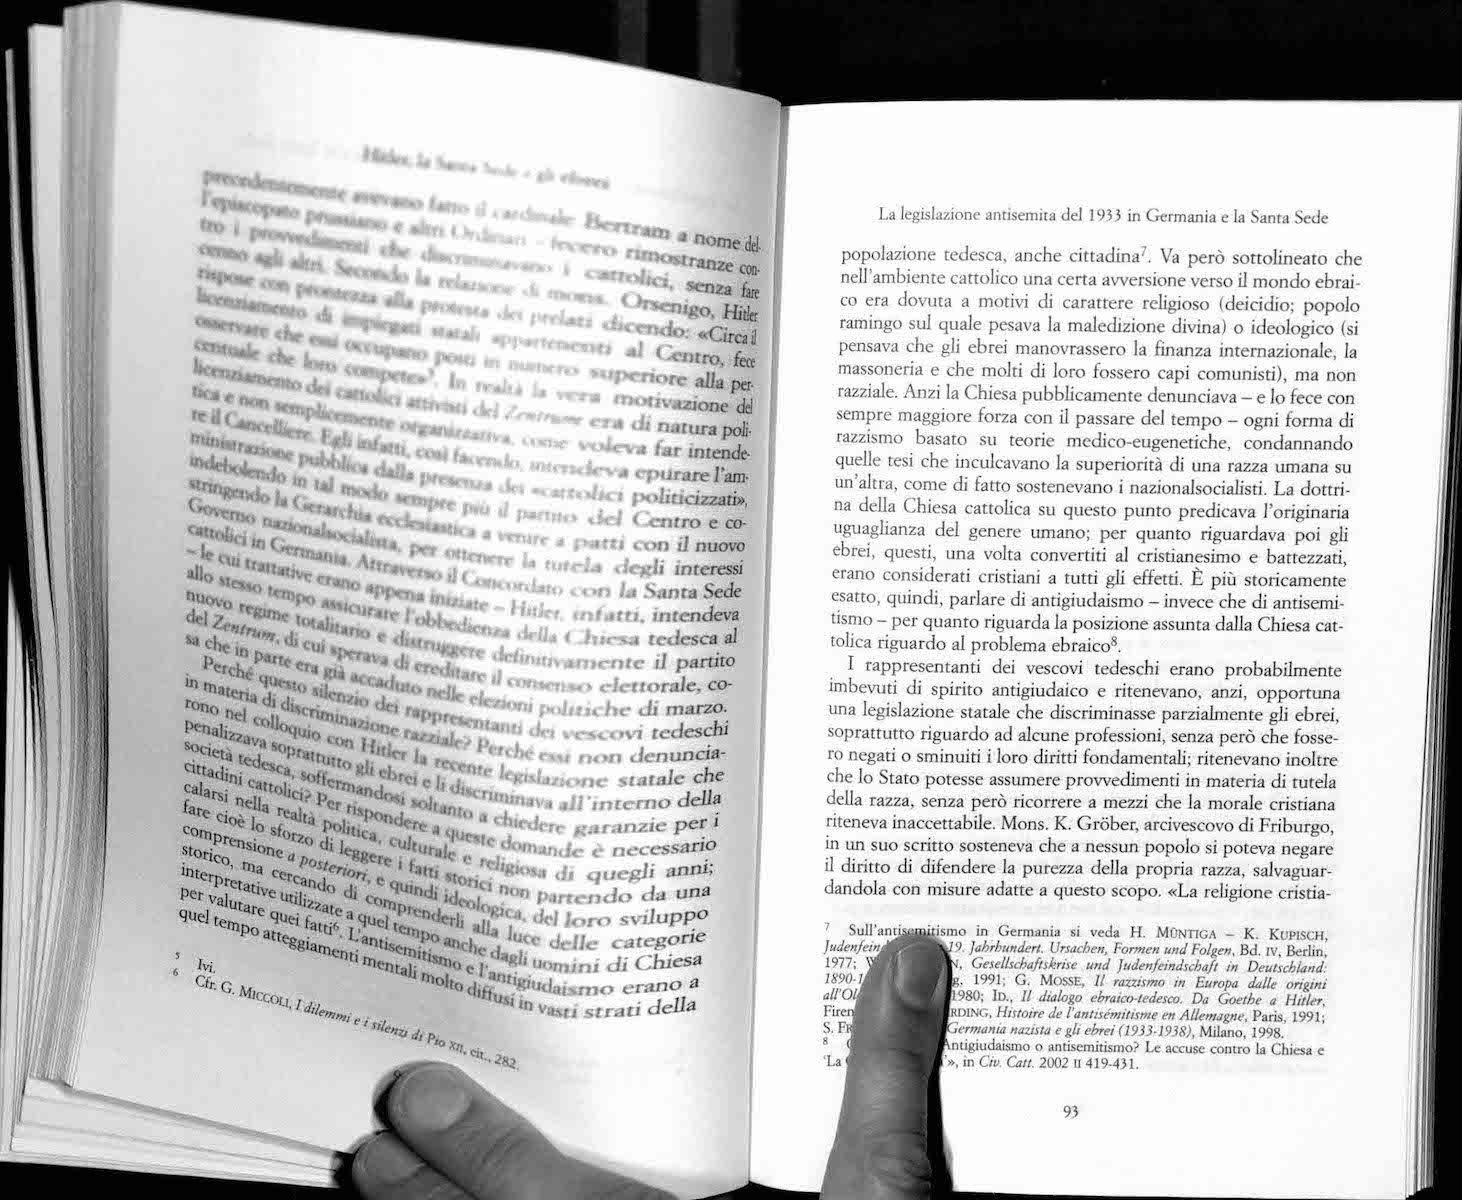 Hitler, la Santa Sede e gli ebrei
precedentemente avevano fatto il cardinale Bertram a nome del-
l'episcopato prussiano e altri Ordinari – fecero rimostranze con-
tro i provvedimenti che discriminavano i cattolici, senza fare
cenno agli altri. Secondo la relazione di mons. Orsenigo, Hitler
rispose con prontezza alla protesta dei prelati dicendo: «Circa il
licenziamento di impiegati statali appartenenti al Centro, fece
osservare che essi occupano posti in numero superiore alla per-
centuale che loro compete»⁵. In realtà la vera motivazione del
licenziamento dei cattolici attivisti del Zentrum era di natura poli-
tica e non semplicemente organizzativa, come voleva far intende-
re il Cancelliere. Egli infatti, così facendo, intendeva epurare l'am-
ministrazione pubblica dalla presenza dei «cattolici politicizzati»,
indebolendo in tal modo sempre più il partito del Centro e co-
stringendo la Gerarchia ecclesiastica a venire a patti con il nuovo
Governo nazionalsocialista, per ottenere la tutela degli interessi
cattolici in Germania. Attraverso il Concordato con la Santa Sede
– le cui trattative erano appena iniziate – Hitler, infatti, intendeva
allo stesso tempo assicurare l'obbedienza della Chiesa tedesca al
nuovo regime totalitario e distruggere definitivamente il partito
del Zentrum, di cui sperava di ereditare il consenso elettorale, co-
sa che in parte era già accaduto nelle elezioni politiche di marzo.
Perché questo silenzio dei rappresentanti dei vescovi tedeschi
in materia di discriminazione razziale? Perché essi non denuncia-
rono nel colloquio con Hitler la recente legislazione statale che
penalizzava soprattutto gli ebrei e li discriminava all'interno della
società tedesca, soffermandosi soltanto a chiedere garanzie per i
cittadini cattolici? Per rispondere a queste domande è necessario
calarsi nella realtà politica, culturale e religiosa di quegli anni;
fare cioè lo sforzo di leggere i fatti storici non partendo da una
comprensione a posteriori, e quindi ideologica, del loro sviluppo
storico, ma cercando di comprenderli alla luce delle categorie
interpretative utilizzate a quel tempo anche dagli uomini di Chiesa
per valutare quei fatti⁶. L'antisemitismo e l'antigiudaismo erano a
quel tempo atteggiamenti mentali molto diffusi in vasti strati della
⁵ Ivi.
⁶ Cfr. G. MICCOLI, I dilemmi e i silenzi di Pio XII, cit., 282.
La legislazione antisemita del 1933 in Germania e la Santa Sede
popolazione tedesca, anche cittadina⁷. Va però sottolineato che
nell'ambiente cattolico una certa avversione verso il mondo ebrai-
co era dovuta a motivi di carattere religioso (deicidio; popolo
ramingo sul quale pesava la maledizione divina) o ideologico (si
pensava che gli ebrei manovrassero la finanza internazionale, la
massoneria e che molti di loro fossero capi comunisti), ma non
razziale. Anzi la Chiesa pubblicamente denunciava – e lo fece con
sempre maggiore forza con il passare del tempo – ogni forma di
razzismo basato su teorie medico-eugenetiche, condannando
quelle tesi che inculcavano la superiorità di una razza umana su
un'altra, come di fatto sostenevano i nazionalsocialisti. La dottri-
na della Chiesa cattolica su questo punto predicava l'originaria
uguaglianza del genere umano; per quanto riguardava poi gli
ebrei, questi, una volta convertiti al cristianesimo e battezzati,
erano considerati cristiani a tutti gli effetti. È più storicamente
esatto, quindi, parlare di antigiudaismo – invece che di antisemi-
tismo – per quanto riguarda la posizione assunta dalla Chiesa cat-
tolica riguardo al problema ebraico⁸.
I rappresentanti dei vescovi tedeschi erano probabilmente
imbevuti di spirito antigiudaico e ritenevano, anzi, opportuna
una legislazione statale che discriminasse parzialmente gli ebrei,
soprattutto riguardo ad alcune professioni, senza però che fosse-
ro negati o sminuiti i loro diritti fondamentali; ritenevano inoltre
che lo Stato potesse assumere provvedimenti in materia di tutela
della razza, senza però ricorrere a mezzi che la morale cristiana
riteneva inaccettabile. Mons. K. Gröber, arcivescovo di Friburgo,
in un suo scritto sosteneva che a nessun popolo si poteva negare
il diritto di difendere la purezza della propria razza, salvaguar-
dandola con misure adatte a questo scopo. «La religione cristia-
⁷ Sull'antisemitismo in Germania si veda H. MÜNTIGA – K. KUPISCH,
Judenfein 19. Jahrhundert. Ursachen, Formen und Folgen, Bd. IV, Berlin,
1977; N, Gesellschaftskrise und Judenfeindschaft in Deutschland:
1890-1 g, 1991; G. MOSSE, Il razzismo in Europa dalle origini
all'Ol 1980; ID., Il dialogo ebraico-tedesco. Da Goethe a Hitler,
Firen RDING, Histoire de l'antisémitisme en Allemagne, Paris, 1991;
S. FR Germania nazista e gli ebrei (1933-1938), Milano, 1998.
⁸ Antigiudaismo o antisemitismo? Le accuse contro la Chiesa e
'La '», in Civ. Catt. 2002 II 419-431.
93